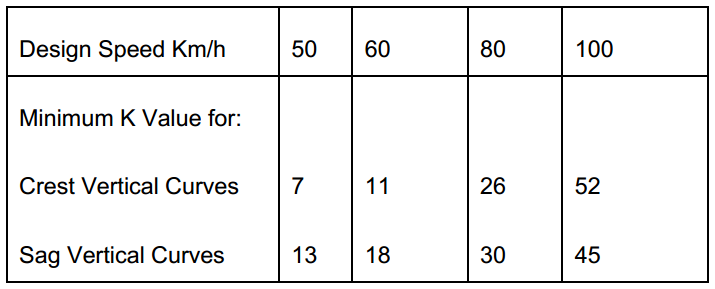 Design Speed Km/h 50 60 80 100
Minimum K Value for:
Crest Vertical Curves 7 11 26 52
Sag Vertical Curves 13 18 30 45